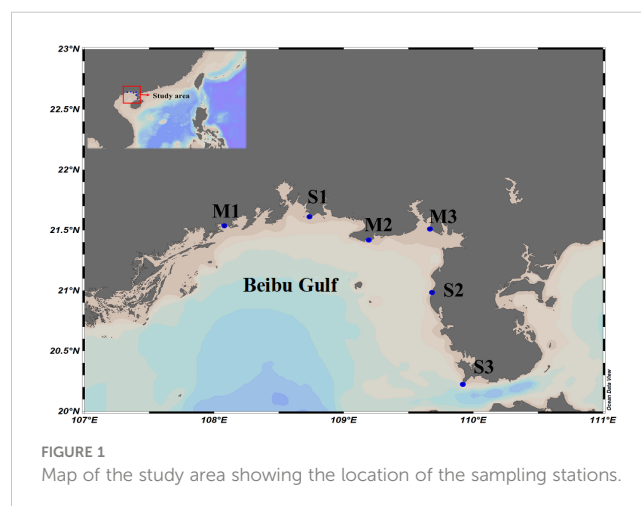 23°N
Study area
22.5°N
22°N
M1 S1 M2 M3
21.5°N
Beibu Gulf
S2
21°N
20.5°N
S3
20°N
107°E 108°E 109°E 110°E 111°E
Ocean Data View
FIGURE 1
Map of the study area showing the location of the sampling stations.